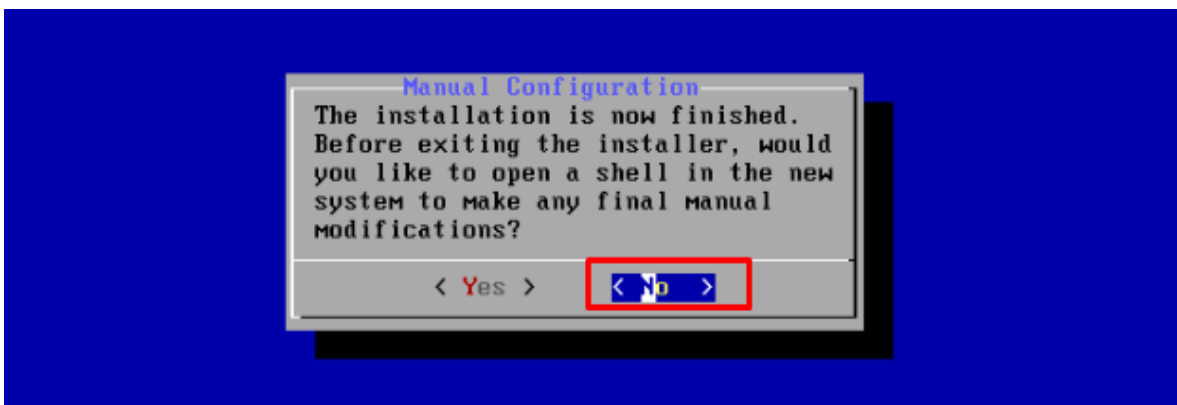 Manual Configuration
The installation is now finished.
Before exiting the installer, would
you like to open a shell in the new
system to make any final manual
modifications?
< Yes > < No >